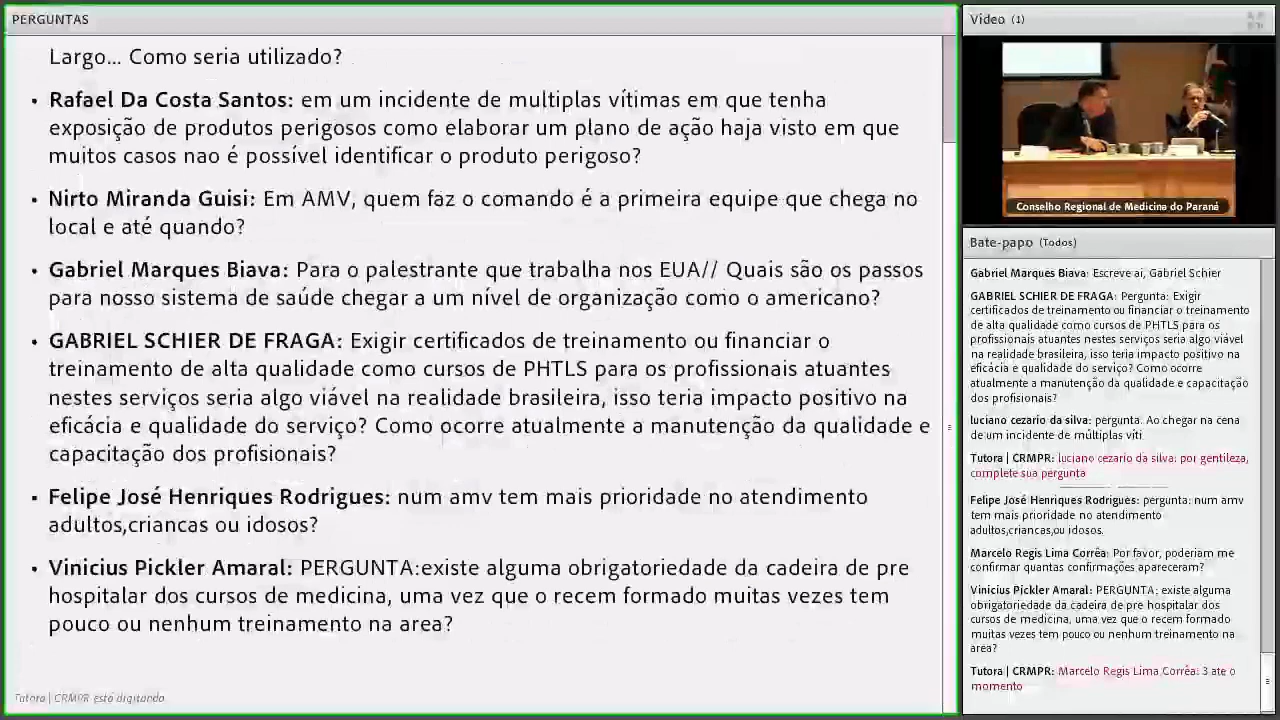 PERGUNTAS
Largo... Como seria utilizado?
• Rafael Da Costa Santos: em um incidente de multiplas vítimas em que tenha
exposição de produtos perigosos como elaborar um plano de ação haja visto em que
muitos casos nao é possível identificar o produto perigoso?
• Nirto Miranda Guisi: Em AMV, quem faz o comando é a primeira equipe que chega no
local e até quando?
• Gabriel Marques Biava: Para o palestrante que trabalha nos EUA// Quais são os passos
para nosso sistema de saúde chegar a um nível de organização como o americano?
• GABRIEL SCHIER DE FRAGA: Exigir certificados de treinamento ou financiar o
treinamento de alta qualidade como cursos de PHTLS para os profissionais atuantes
nestes serviços seria algo viável na realidade brasileira, isso teria impacto positivo na
eficácia e qualidade do serviço? Como ocorre atualmente a manutenção da qualidade e
capacitação dos profisionais?
• Felipe José Henriques Rodrigues: num amv tem mais prioridade no atendimento
adultos,criancas ou idosos?
• Vinicius Pickler Amaral: PERGUNTA:existe alguma obrigatoriedade da cadeira de pre
hospitalar dos cursos de medicina, uma vez que o recem formado muitas vezes tem
pouco ou nenhum treinamento na area?
Tutora | CRMPR está digitando
Vídeo (1)
Conselho Regional de Medicina do Paraná
Bate-papo (Todos)
Gabriel Marques Biava: Escreve aí, Gabriel Schier
GABRIEL SCHIER DE FRAGA: Pergunta: Exigir
certificados de treinamento ou financiar o treinamento
de alta qualidade como cursos de PHTLS para os
profissionais atuantes nestes serviços seria algo viável
na realidade brasileira, isso teria impacto positivo na
eficácia e qualidade do serviço? Como ocorre
atualmente a manutenção da qualidade e capacitação
dos profisionais?
luciano cezario da silva: pergunta. Ao chegar na cena
de um incidente de múltiplas víti
Tutora | CRMPR: luciano cezario da silva: por gentileza,
complete sua pergunta
Felipe José Henriques Rodrigues: pergunta: num amv
tem mais prioridade no atendimento
adultos,criancas,ou idosos.
Marcelo Regis Lima Corrêa: Por favor, poderiam me
confirmar quantas confirmações apareceram?
Vinicius Pickler Amaral: PERGUNTA: existe alguma
obrigatoriedade da cadeira de pre hospitalar dos
cursos de medicina, uma vez que o recem formado
muitas vezes tem pouco ou nenhum treinamento na
area?
Tutora | CRMPR: Marcelo Regis Lima Corrêa: 3 ate o
momento